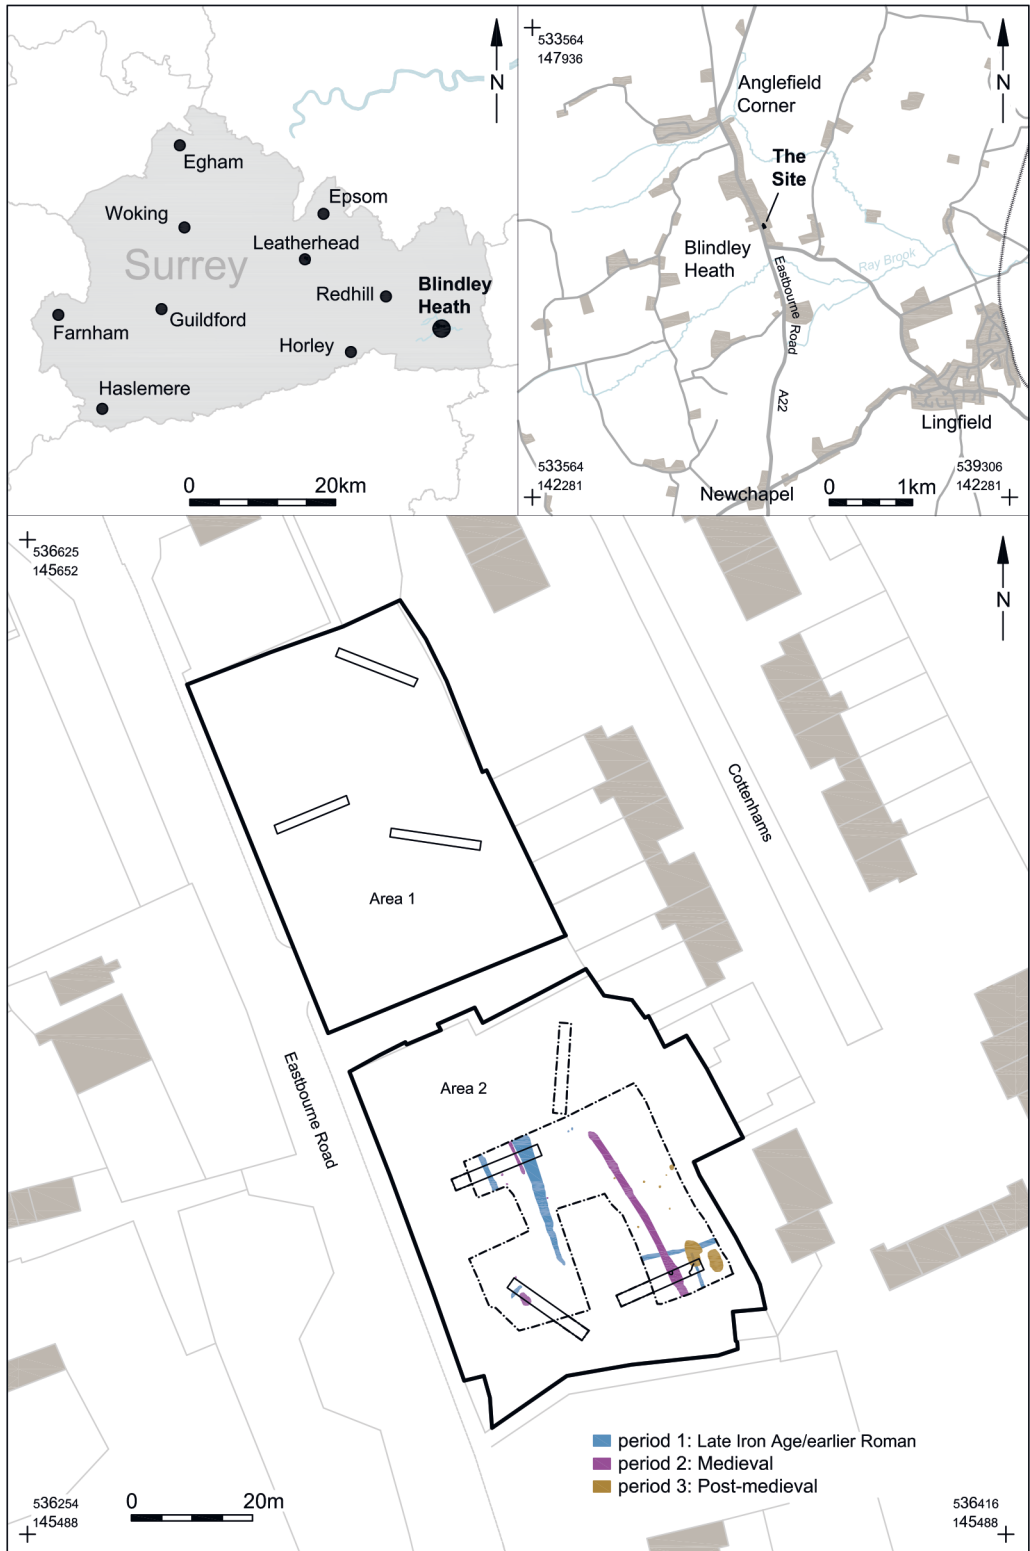 N
Egham
Epsom
Woking
Leatherhead
Surrey
Redhill
Blindley
Heath
Guildford
Farnham
Horley
Haslemere
0 20km
533564
147936
N
Anglefield
Corner
The
Site
Blindley
Heath
Ray Brook
Eastbourne Road
A22
Lingfield
533564
142281
Newchapel
0 1km
539306
142281
536625
145652
N
Cottenhams
Area 1
Eastbourne Road
Area 2
period 1: Late Iron Age/earlier Roman
period 2: Medieval
period 3: Post-medieval
536254
145488
0 20m
536416
145488